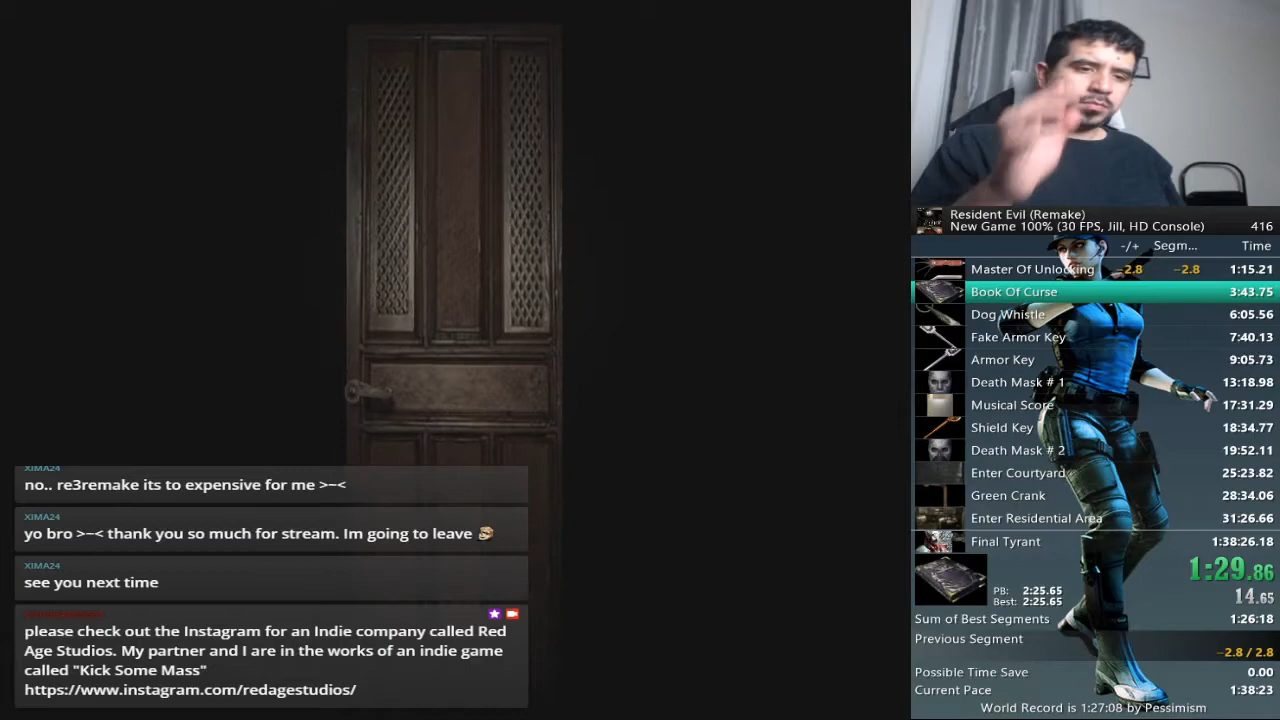 XIMA24
no.. re3remake its to expensive for me >-<
XIMA24
yo bro >-< thank you so much for stream. Im going to leave
XIMA24
see you next time
please check out the Instagram for an Indie company called Red
Age Studios. My partner and I are in the works of an indie game
called "Kick Some Mass"
https://www.instagram.com/redagestudios/
Resident Evil (Remake)
New Game 100% (30 FPS, Jill, HD Console) 416
-/+ Segm... Time
Master Of Unlocking -2.8 -2.8 1:15.21
Book Of Curse 3:43.75
Dog Whistle 6:05.56
Fake Armor Key 7:40.13
Armor Key 9:05.73
Death Mask # 1 13:18.98
Musical Score 17:31.29
Shield Key 18:34.77
Death Mask # 2 19:52.11
Enter Courtyard 25:23.82
Green Crank 28:34.06
Enter Residential Area 31:26.66
Final Tyrant 1:38:26.18
1:29.86
PB: 2:25.65
Best: 2:25.65
14.65
Sum of Best Segments 1:26:18
Previous Segment
-2.8 / 2.8
Possible Time Save 0.00
Current Pace 1:38:23
World Record is 1:27:08 by Pessimism